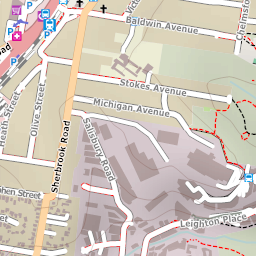 Baldwin Avenue
Stokes Avenue
Michigan Avenue
Heath Street
Olive Street
Sherbrook Road
Salisbury Road
Leighton Place